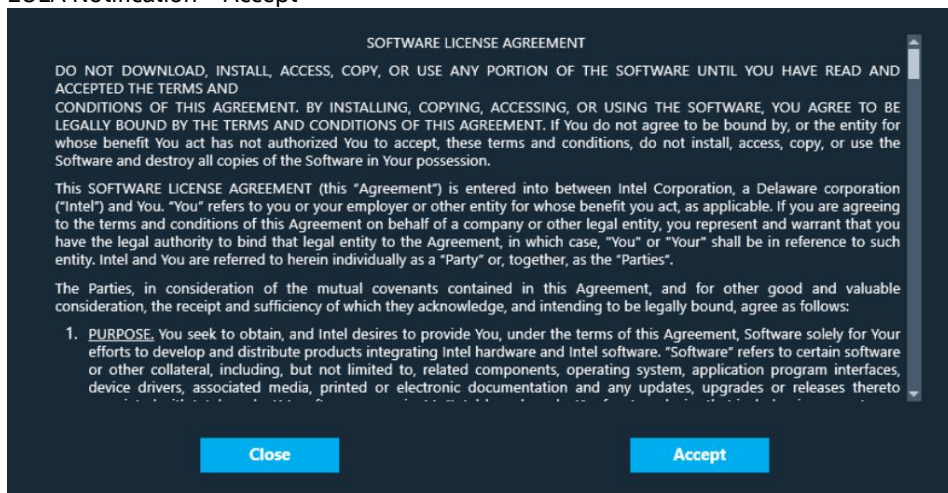 EULA Notification – Accept
SOFTWARE LICENSE AGREEMENT
DO NOT DOWNLOAD, INSTALL, ACCESS, COPY, OR USE ANY PORTION OF THE SOFTWARE UNTIL YOU HAVE READ AND
ACCEPTED THE TERMS AND
CONDITIONS OF THIS AGREEMENT. BY INSTALLING, COPYING, ACCESSING, OR USING THE SOFTWARE, YOU AGREE TO BE
LEGALLY BOUND BY THE TERMS AND CONDITIONS OF THIS AGREEMENT. If You do not agree to be bound by, or the entity for
whose benefit You act has not authorized You to accept, these terms and conditions, do not install, access, copy, or use the
Software and destroy all copies of the Software in Your possession.
This SOFTWARE LICENSE AGREEMENT (this "Agreement") is entered into between Intel Corporation, a Delaware corporation
("Intel") and You. "You" refers to you or your employer or other entity for whose benefit you act, as applicable. If you are agreeing
to the terms and conditions of this Agreement on behalf of a company or other legal entity, you represent and warrant that you
have the legal authority to bind that legal entity to the Agreement, in which case, "You" or "Your" shall be in reference to such
entity. Intel and You are referred to herein individually as a "Party" or, together, as the "Parties".
The Parties, in consideration of the mutual covenants contained in this Agreement, and for other good and valuable
consideration, the receipt and sufficiency of which they acknowledge, and intending to be legally bound, agree as follows:
1. PURPOSE. You seek to obtain, and Intel desires to provide You, under the terms of this Agreement, Software solely for Your
efforts to develop and distribute products integrating Intel hardware and Intel software. "Software" refers to certain software
or other collateral, including, but not limited to, related components, operating system, application program interfaces,
device drivers, associated media, printed or electronic documentation and any updates, upgrades or releases thereto
Close
Accept